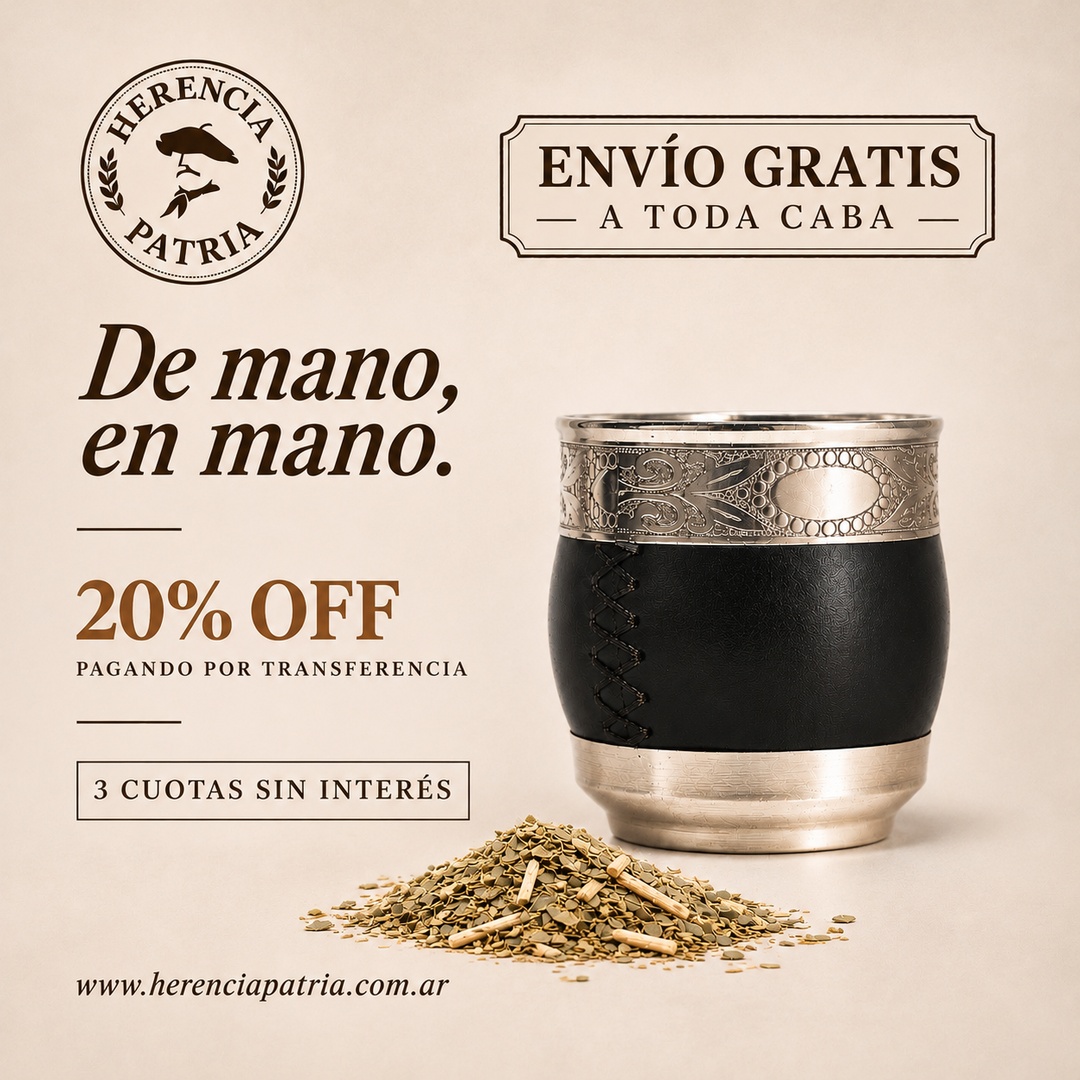 HERENCIA
PATRIA
ENVÍO GRATIS
A TODA CABA
De mano,
en mano.
20% OFF
PAGANDO POR TRANSFERENCIA
3 CUOTAS SIN INTERÉS
www.herenciapatria.com.ar